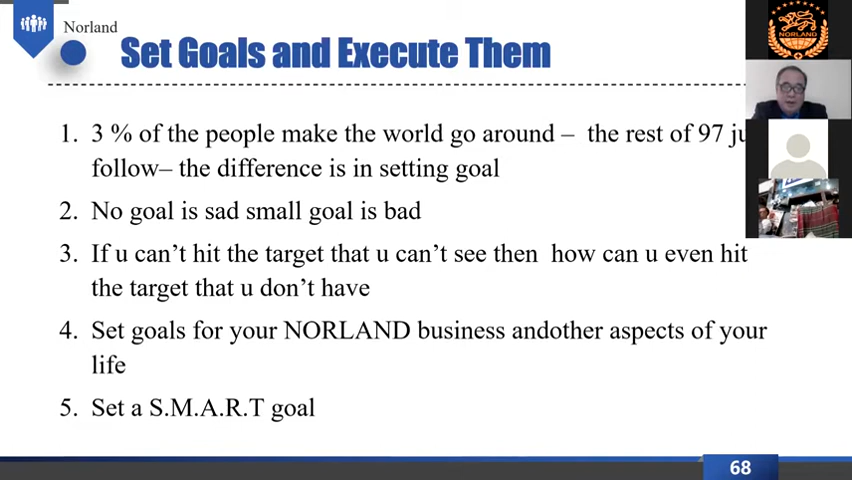 Norland
Set Goals and Execute Them
NORLAND
1. 3 % of the people make the world go around – the rest of 97
follow– the difference is in setting goal
2. No goal is sad small goal is bad
3. If u can't hit the target that u can't see then how can u even hit
the target that u don't have
4. Set goals for your NORLAND business andother aspects of your
life
5. Set a S.M.A.R.T goal
68